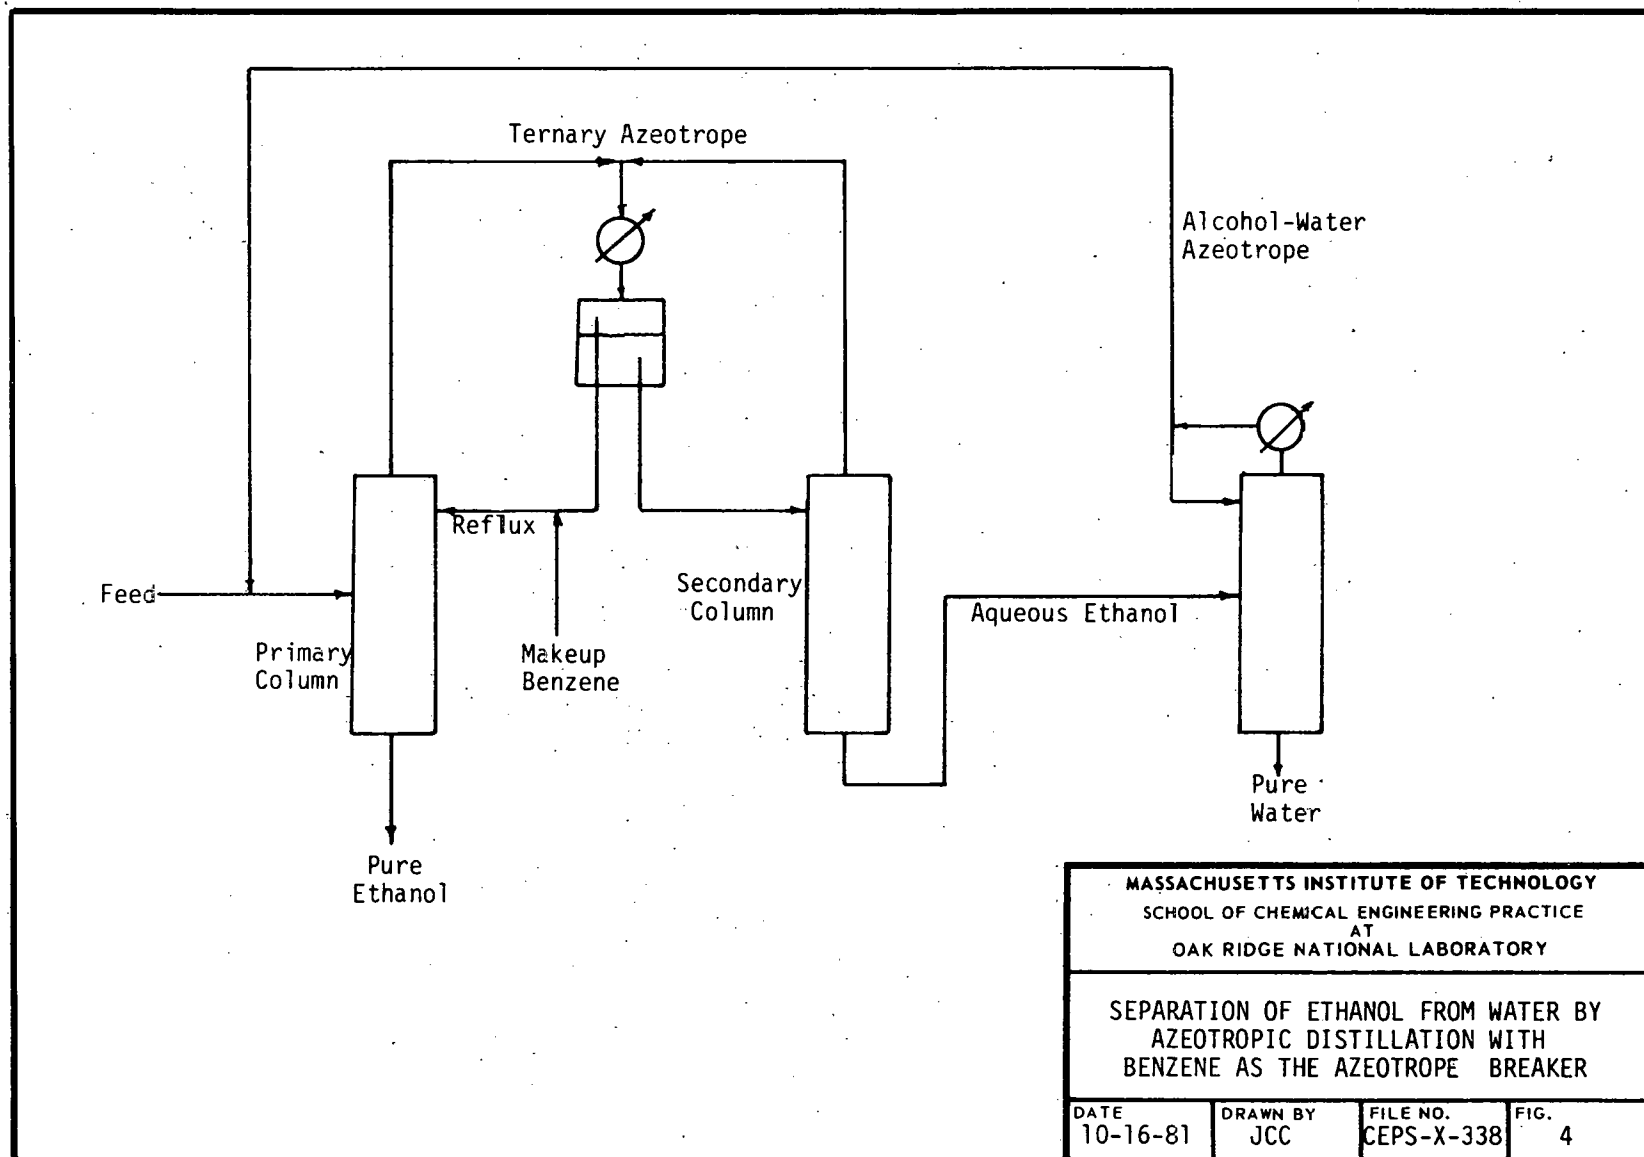 Ternary Azeotrope
Alcohol-Water
Azeotrope
Reflux
Feed
Secondary
Column
Aqueous Ethanol
Primary
Column
Makeup
Benzene
Pure
Water
Pure
Ethanol
MASSACHUSETTS INSTITUTE OF TECHNOLOGY
SCHOOL OF CHEMICAL ENGINEERING PRACTICE
AT
OAK RIDGE NATIONAL LABORATORY
SEPARATION OF ETHANOL FROM WATER BY
AZEOTROPIC DISTILLATION WITH
BENZENE AS THE AZEOTROPE BREAKER
DATE
10-16-81
DRAWN BY
JCC
FILE NO.
CEPS-X-338
FIG.
4